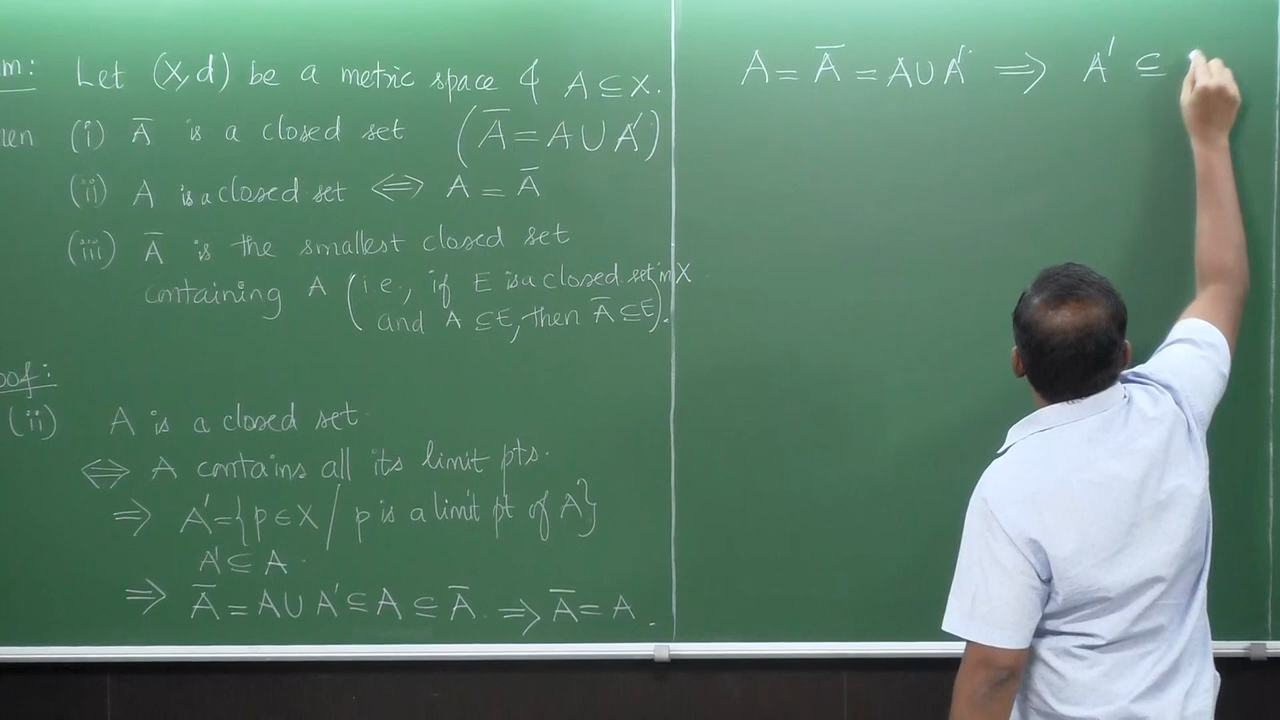 m: Let (X,d) be a metric space & A ⊆ X.
hen (i) A̅ is a closed set (A̅ = A ∪ A′)
(ii) A is a closed set ⟺ A = A̅
(iii) A̅ is the smallest closed set
containing A (i.e., if E is a closed set in X
and A ⊆ E, then A̅ ⊆ E).
oof:
(ii) A is a closed set
⟺ A contains all its limit pts.
⟹ A′ = {p ∈ X / p is a limit pt of A}
A′ ⊆ A
⟹ A̅ = A ∪ A′ ⊆ A ⊆ A̅ ⟹ A̅ = A.
A = A̅ = A ∪ A′ ⟹ A′ ⊆